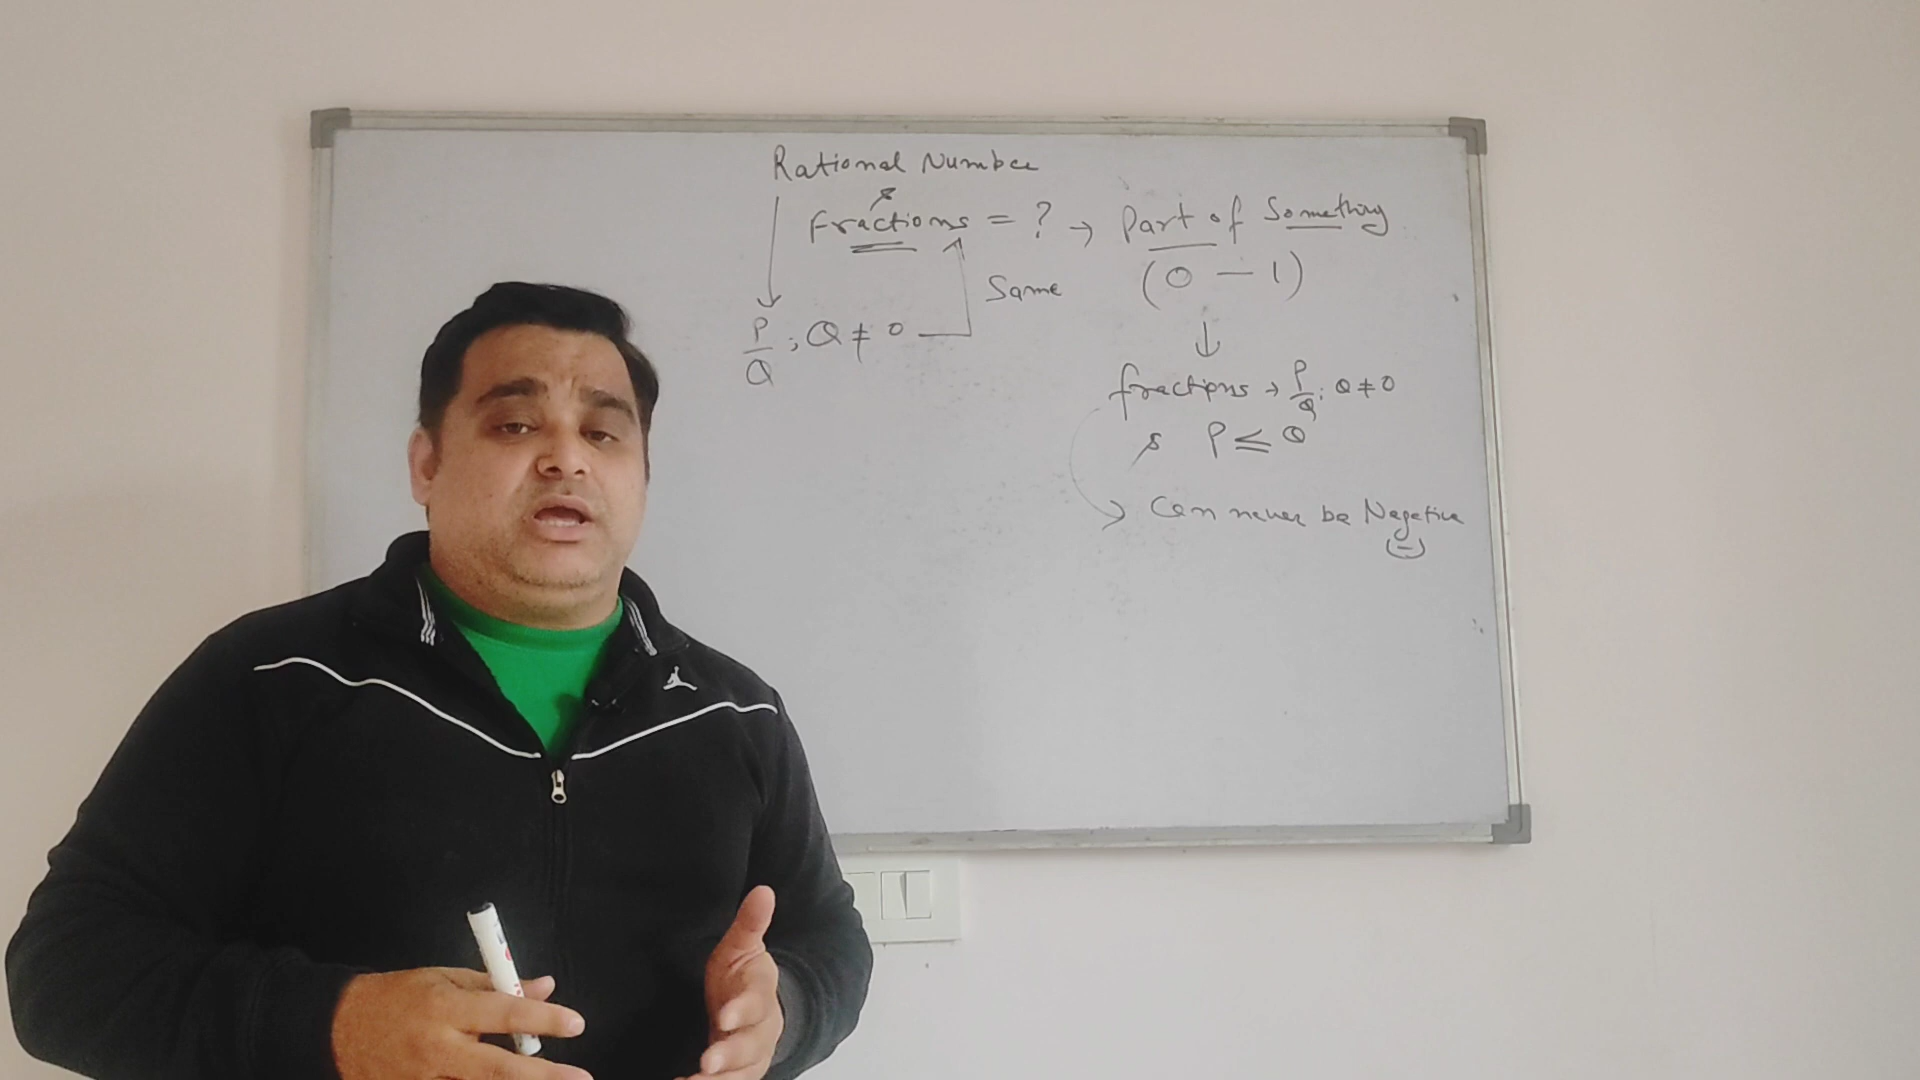 Rational Number
&
fractions = ? → Part of Something
(0 — 1)
Same
P/Q ; Q ≠ 0
↓
fractions → P/Q ; Q ≠ 0
& P ≤ Q
Can never be Negative
(-)